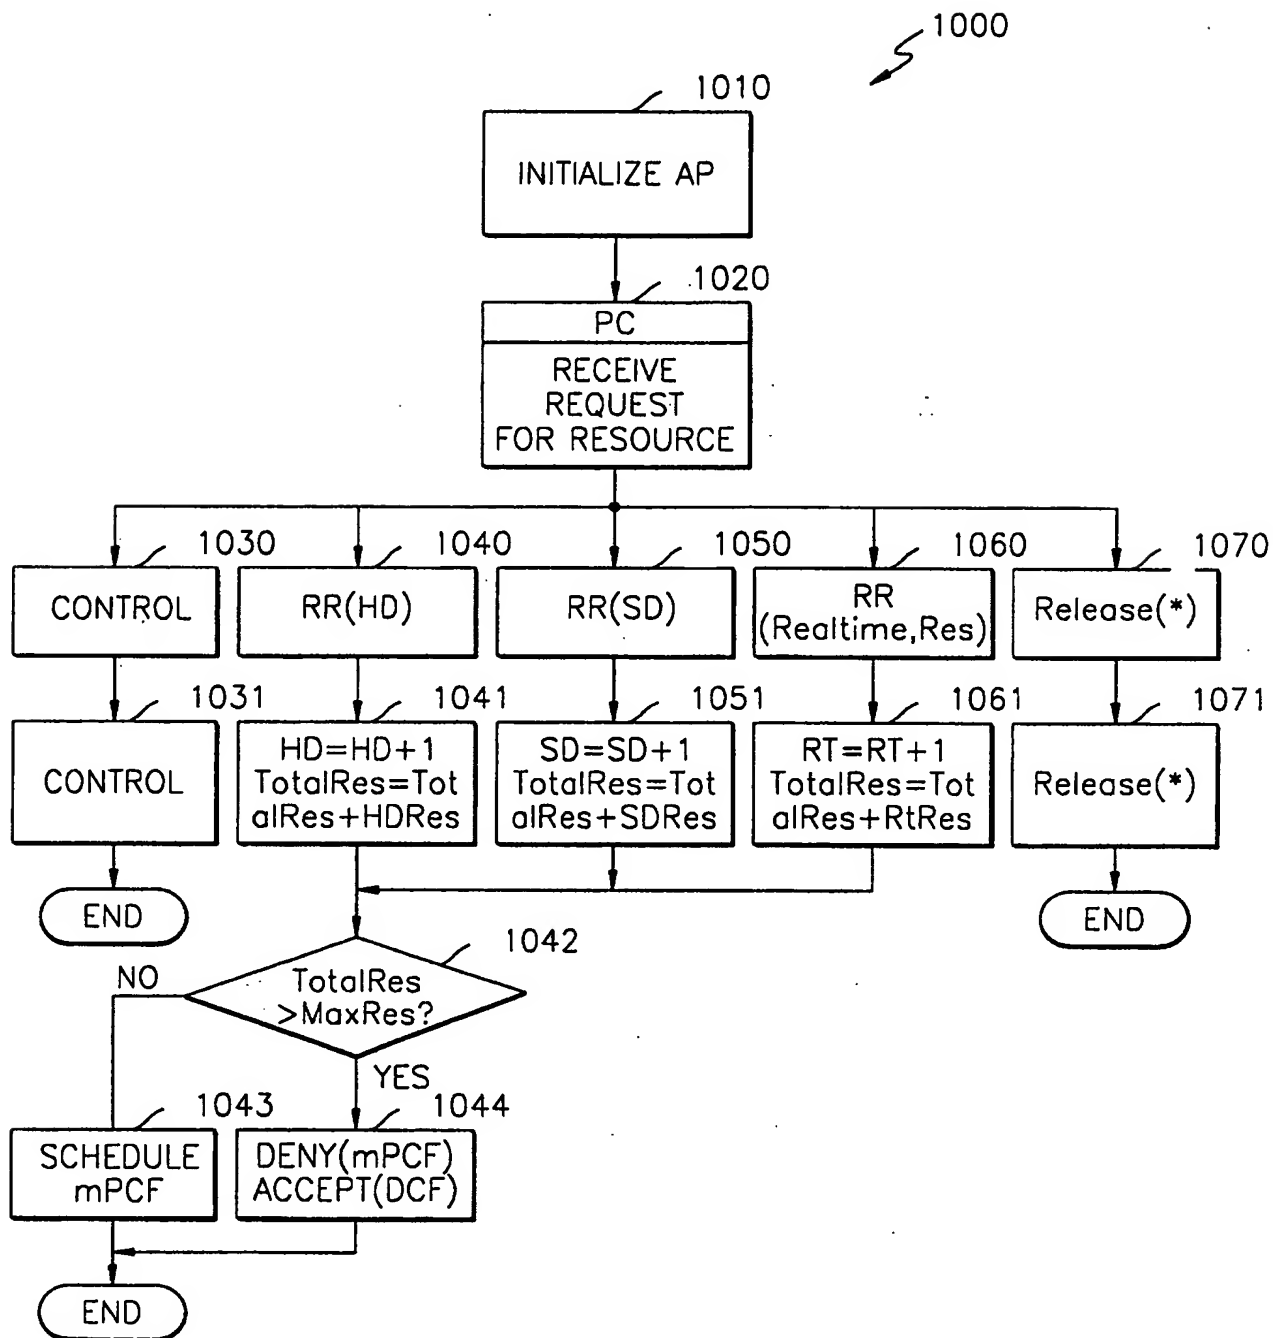 1000
1010
INITIALIZE AP
1020
PC
RECEIVE
REQUEST
FOR RESOURCE
1030
CONTROL
1040
RR(HD)
1050
RR(SD)
1060
RR
(Realtime,Res)
1070
Release(*)
1031
CONTROL
1041
HD=HD+1
TotalRes=Tot
alRes+HDRes
1051
SD=SD+1
TotalRes=Tot
alRes+SDRes
1061
RT=RT+1
TotalRes=Tot
alRes+RtRes
1071
Release(*)
END
END
1042
TotalRes
>MaxRes?
NO
YES
1043
SCHEDULE
mPCF
1044
DENY(mPCF)
ACCEPT(DCF)
END